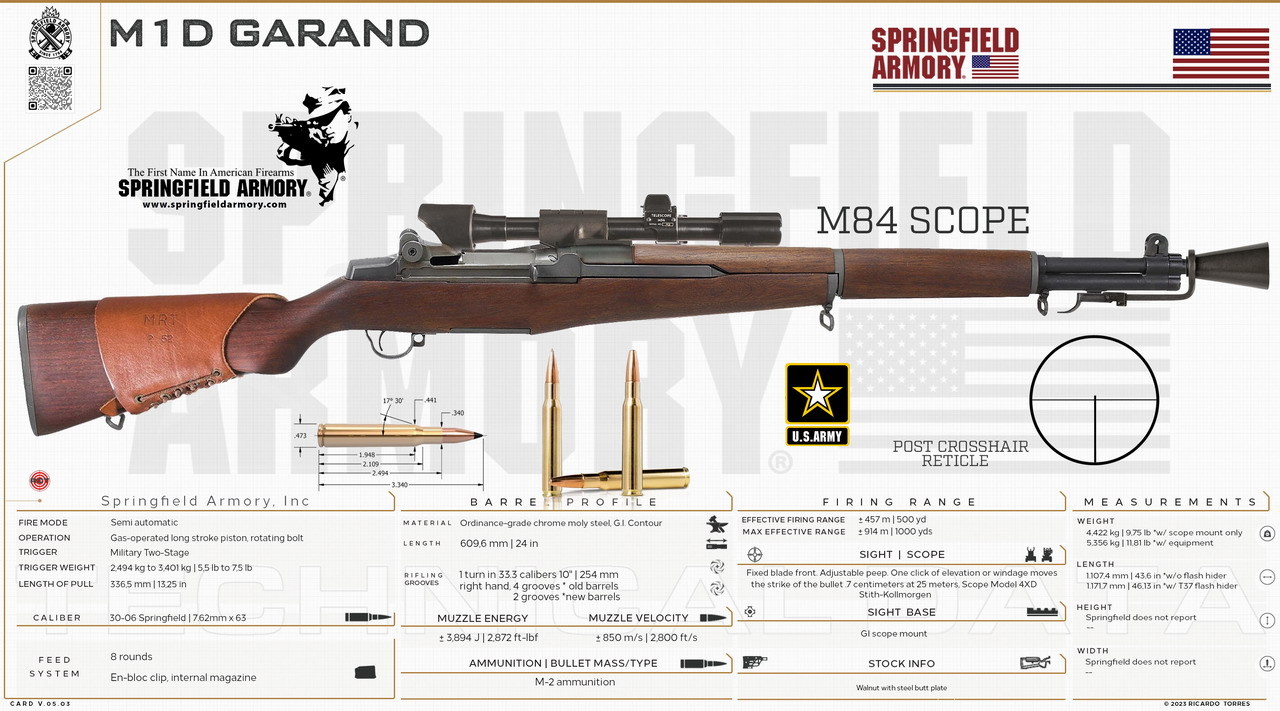 M1D GARAND
SPRINGFIELD
ARMORY
The First Name In American Firearms
SPRINGFIELD ARMORY
www.springfieldarmory.com
SPRINGFIELD
ARMORY
TELESCOPE
M84
M84 SCOPE
MRT
52
17° 30'
.441
.340
.473
1.948
2.109
2.494
3.340
U.S.ARMY
POST CROSSHAIR
RETICLE
TECHNICAL DATA
Springfield Armory, Inc
FIRE MODE Semi automatic
OPERATION Gas-operated long stroke piston, rotating bolt
TRIGGER Military Two-Stage
TRIGGER WEIGHT 2,494 kg to 3,401 kg | 5,5 lb to 7,5 lb
LENGTH OF PULL 336,5 mm | 13,25 in
CALIBER 30-06 Springfield | 7.62mm x 63
FEED
SYSTEM
8 rounds
En-bloc clip, internal magazine
BARREL PROFILE
MATERIAL Ordinance-grade chrome moly steel, G.I. Contour
LENGTH 609,6 mm | 24 in
RIFLING
GROOVES
1 turn in 33.3 calibers 10" | 254 mm
right hand 4 grooves * old barrels
2 grooves *new barrels
MUZZLE ENERGY MUZZLE VELOCITY
± 3,894 J | 2,872 ft-lbf ± 850 m/s | 2,800 ft/s
AMMUNITION | BULLET MASS/TYPE
M-2 ammunition
FIRING RANGE
EFFECTIVE FIRING RANGE ± 457 m | 500 yd
MAX EFFECTIVE RANGE ± 914 m | 1000 yds
SIGHT | SCOPE
Fixed blade front. Adjustable peep. One click of elevation or windage moves
the strike of the bullet .7 centimeters at 25 meters, Scope Model 4XD
Stith-Kollmorgen
SIGHT BASE
GI scope mount
STOCK INFO
Walnut with steel butt plate
MEASUREMENTS
WEIGHT
4,422 kg | 9,75 lb *w/ scope mount only
5,356 kg | 11,81 lb *w/ equipment
LENGTH
1.107,4 mm | 43,6 in *w/o flash hider
1.171,7 mm | 46,13 in *w/ T37 flash hider
HEIGHT
Springfield does not report
--
WIDTH
Springfield does not report
--
CARD V.05.03
© 2023 RICARDO TORRES